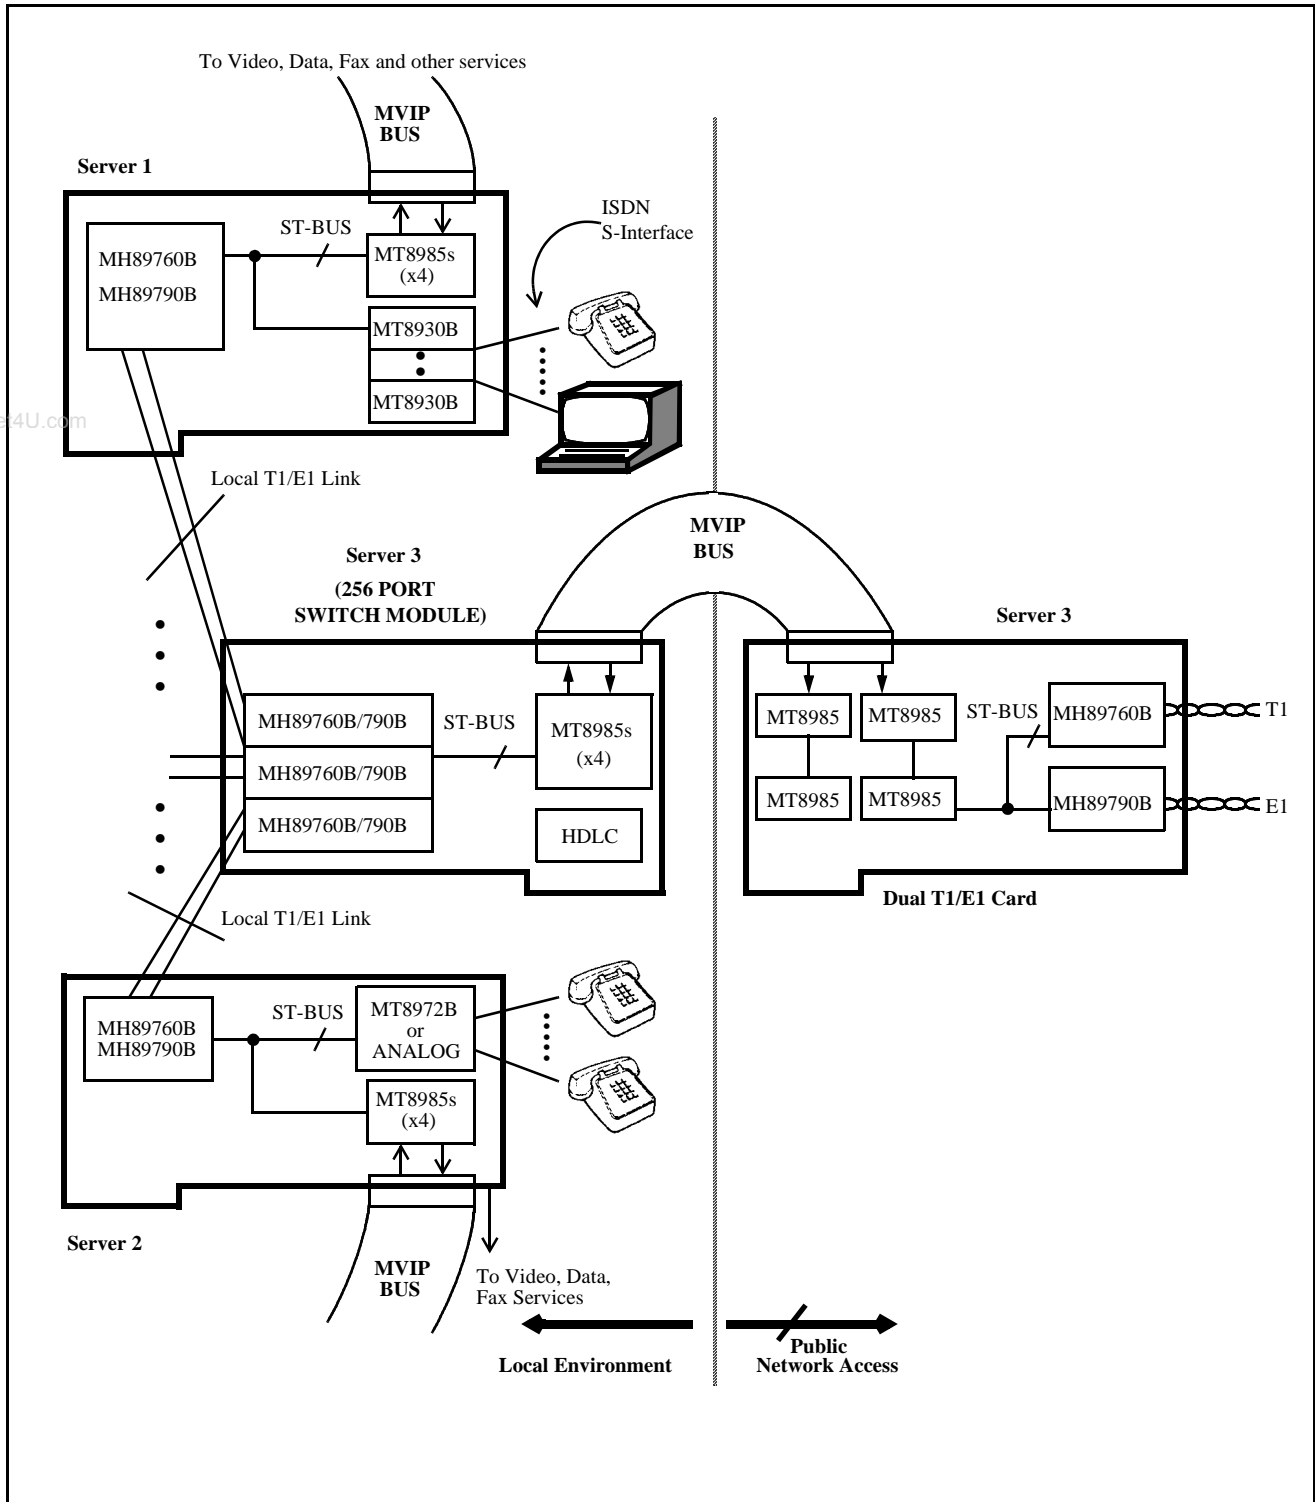 To Video, Data, Fax and other services
MVIP
BUS
Server 1
ISDN
S-Interface
ST-BUS
MH89760B
MH89790B
MT8985s
(x4)
MT8930B
MT8930B
et4U.com
Local T1/E1 Link
MVIP
BUS
Server 3
(256 PORT
SWITCH MODULE)
Server 3
MH89760B/790B
MH89760B/790B
MH89760B/790B
ST-BUS
MT8985s
(x4)
HDLC
MT8985
MT8985
MT8985
MT8985
ST-BUS
MH89760B
MH89790B
T1
E1
Dual T1/E1 Card
Local T1/E1 Link
MH89760B
MH89790B
ST-BUS
MT8972B
or
ANALOG
MT8985s
(x4)
Server 2
MVIP
BUS
To Video, Data,
Fax Services
Local Environment
Public
Network Access